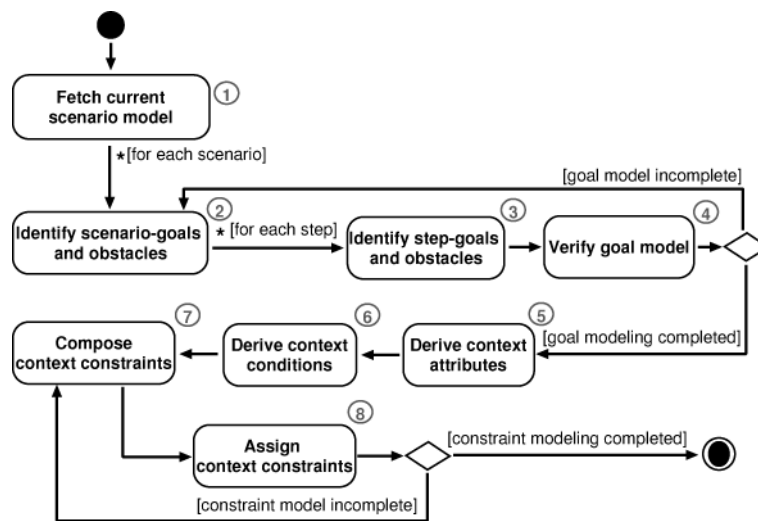 1
Fetch current
scenario model
*[for each scenario]
[goal model incomplete]
2
Identify scenario-goals
and obstacles
* [for each step]
3
Identify step-goals
and obstacles
4
Verify goal model
[goal modeling completed]
5
Derive context
attributes
6
Derive context
conditions
7
Compose
context constraints
8
Assign
context constraints
[constraint modeling completed]
[constraint model incomplete]